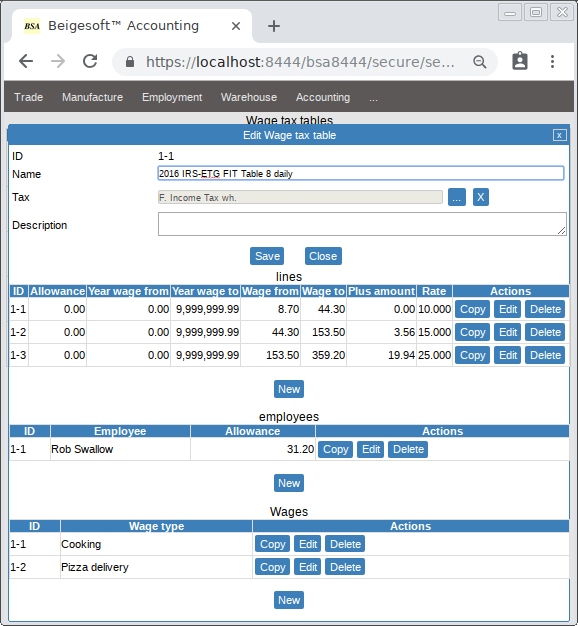 BSA Beigesoft™ Accounting
https://localhost:8444/bsa8444/secure/se...
Trade Manufacture Employment Warehouse Accounting ...
Wage tax tables
Edit Wage tax table x
ID 1-1
Name 2016 IRS-ETG FIT Table 8 daily
Tax F. Income Tax wh. ... X
Description
Save Close
lines
ID Allowance Year wage from Year wage to Wage from Wage to Plus amount Rate Actions
1-1 0.00 0.00 9,999,999.99 8.70 44.30 0.00 10.000 Copy Edit Delete
1-2 0.00 0.00 9,999,999.99 44.30 153.50 3.56 15.000 Copy Edit Delete
1-3 0.00 0.00 9,999,999.99 153.50 359.20 19.94 25.000 Copy Edit Delete
New
employees
ID Employee Allowance Actions
1-1 Rob Swallow 31.20 Copy Edit Delete
New
Wages
ID Wage type Actions
1-1 Cooking Copy Edit Delete
1-2 Pizza delivery Copy Edit Delete
New